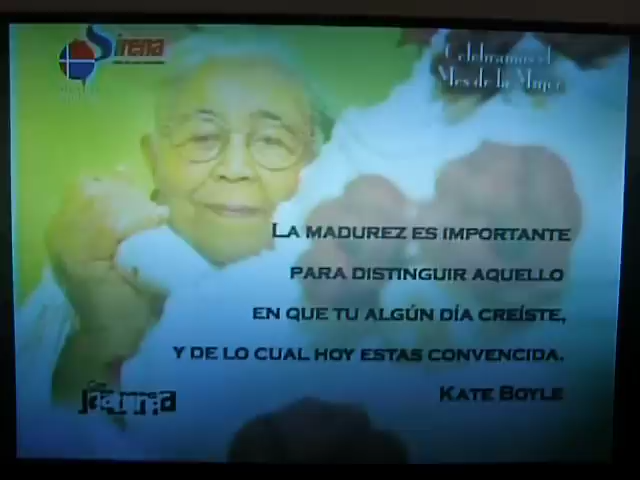 Sirena
Celebramos el
Mes de la Mujer
La madurez es importante
para distinguir aquello
en que tu algún día creíste,
y de lo cual hoy estas convencida.
Kate Boyle